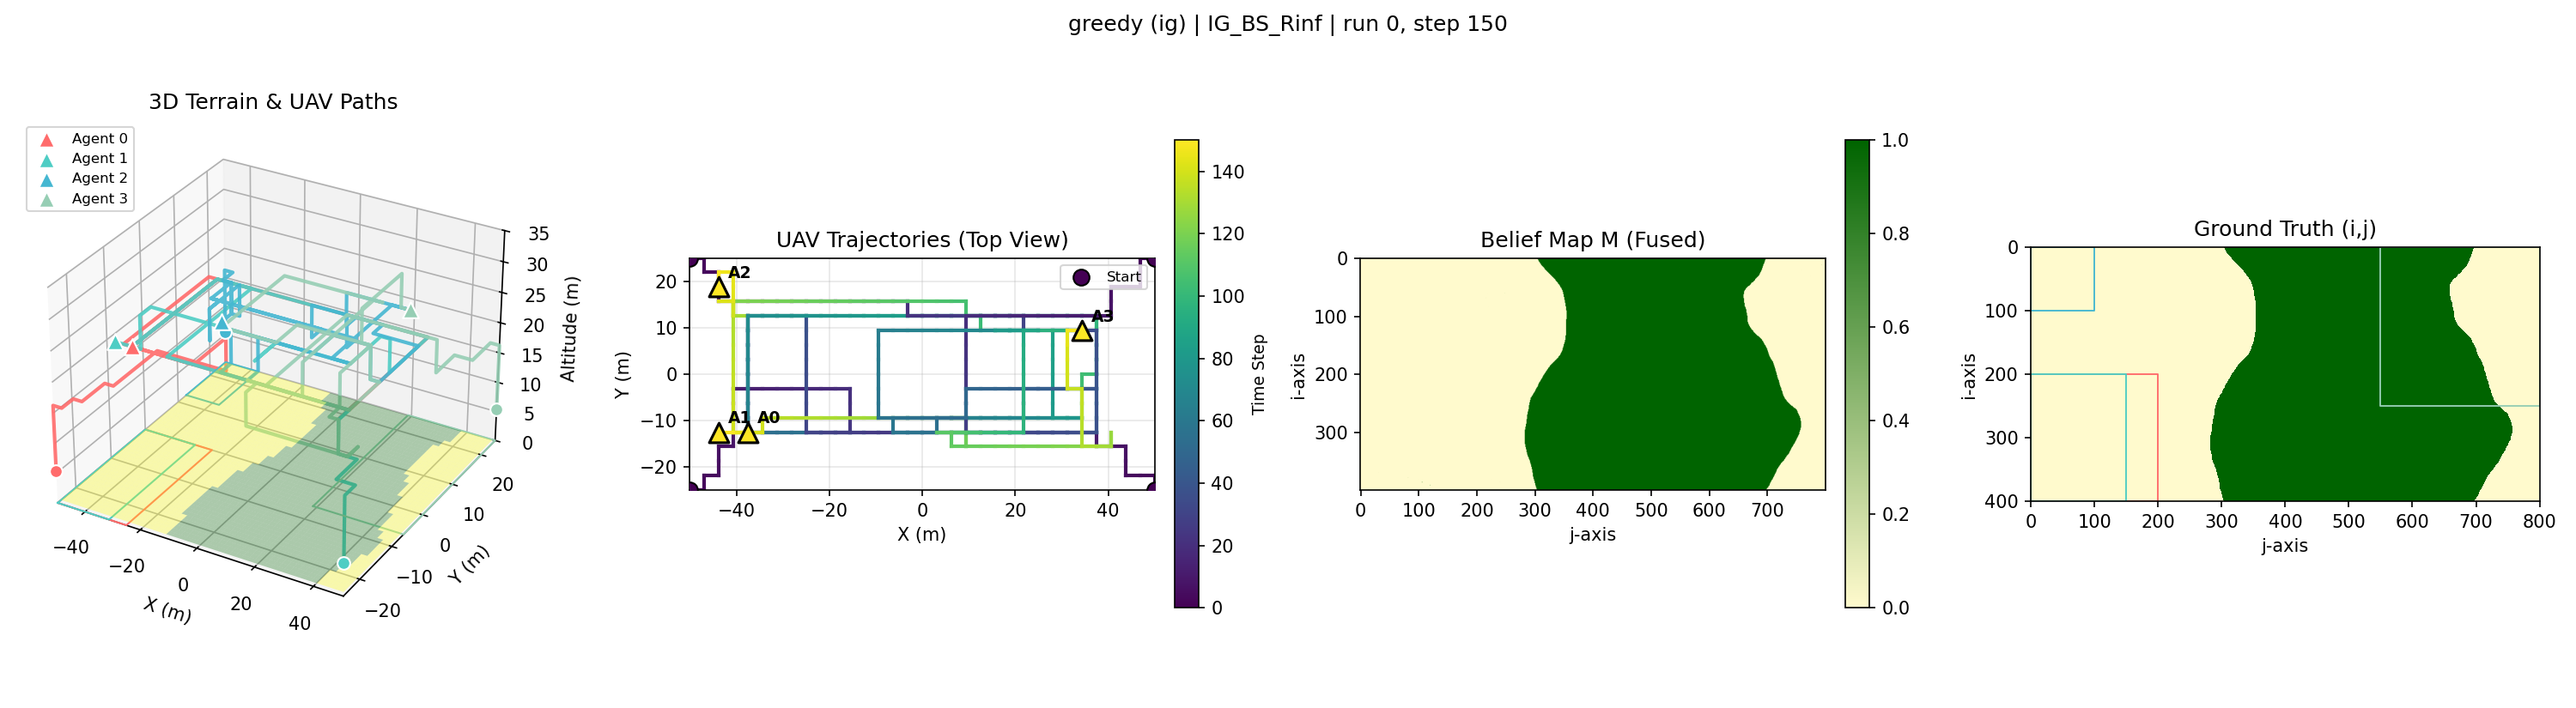 greedy (ig) | IG_BS_Rinf | run 0, step 150
3D Terrain & UAV Paths
Agent 0
Agent 1
Agent 2
Agent 3
35
30
25
20
15
10
5
0
Altitude (m)
20
10
0
−10
−20
Y (m)
−40
−20
0
20
40
X (m)
UAV Trajectories (Top View)
Start
A2
A3
A1
A0
20
10
0
−10
−20
Y (m)
−40
−20
0
20
40
X (m)
140
120
100
80
60
40
20
0
Time Step
Belief Map M (Fused)
0
100
200
300
i-axis
0
100
200
300
400
500
600
700
j-axis
1.0
0.8
0.6
0.4
0.2
0.0
Ground Truth (i,j)
0
100
200
300
400
i-axis
0
100
200
300
400
500
600
700
800
j-axis